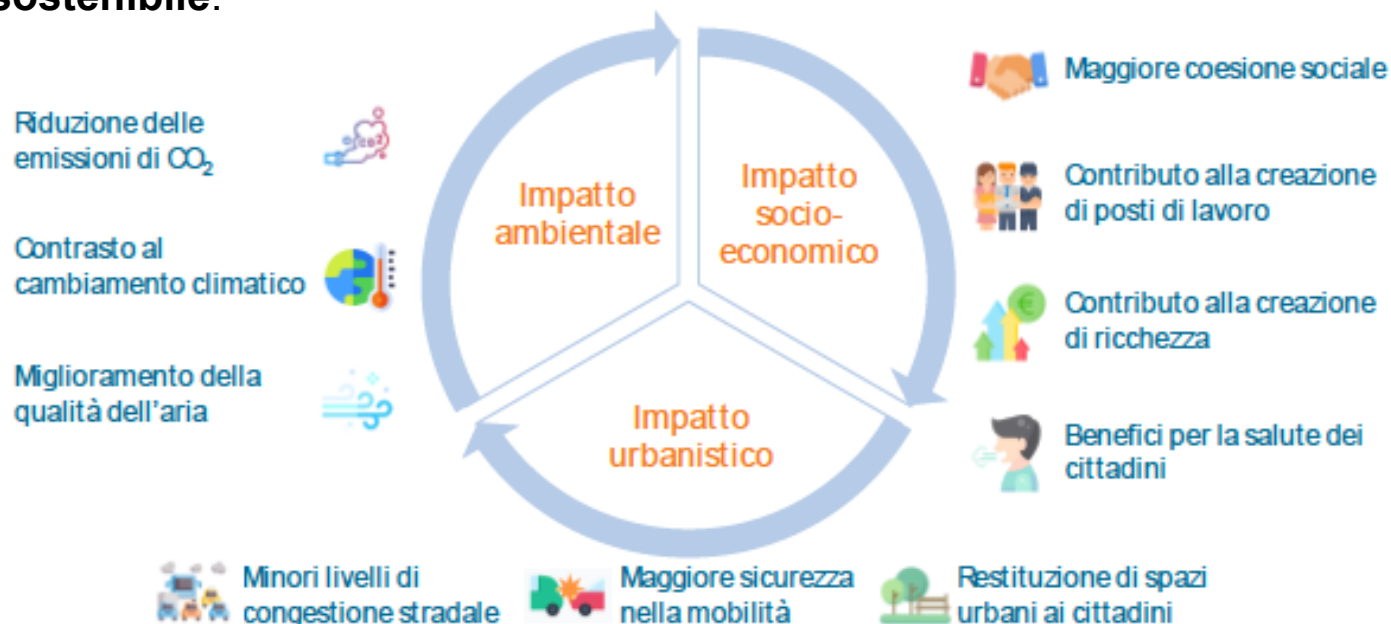 sostenibile.
Riduzione delle
emissioni di CO₂
Contrasto al
cambiamento climatico
Miglioramento della
qualità dell'aria
Impatto
ambientale
Impatto
socio-
economico
Impatto
urbanistico
Maggiore coesione sociale
Contributo alla creazione
di posti di lavoro
Contributo alla creazione
di ricchezza
Benefici per la salute dei
cittadini
Minori livelli di
congestione stradale
Maggiore sicurezza
nella mobilità
Restituzione di spazi
urbani ai cittadini